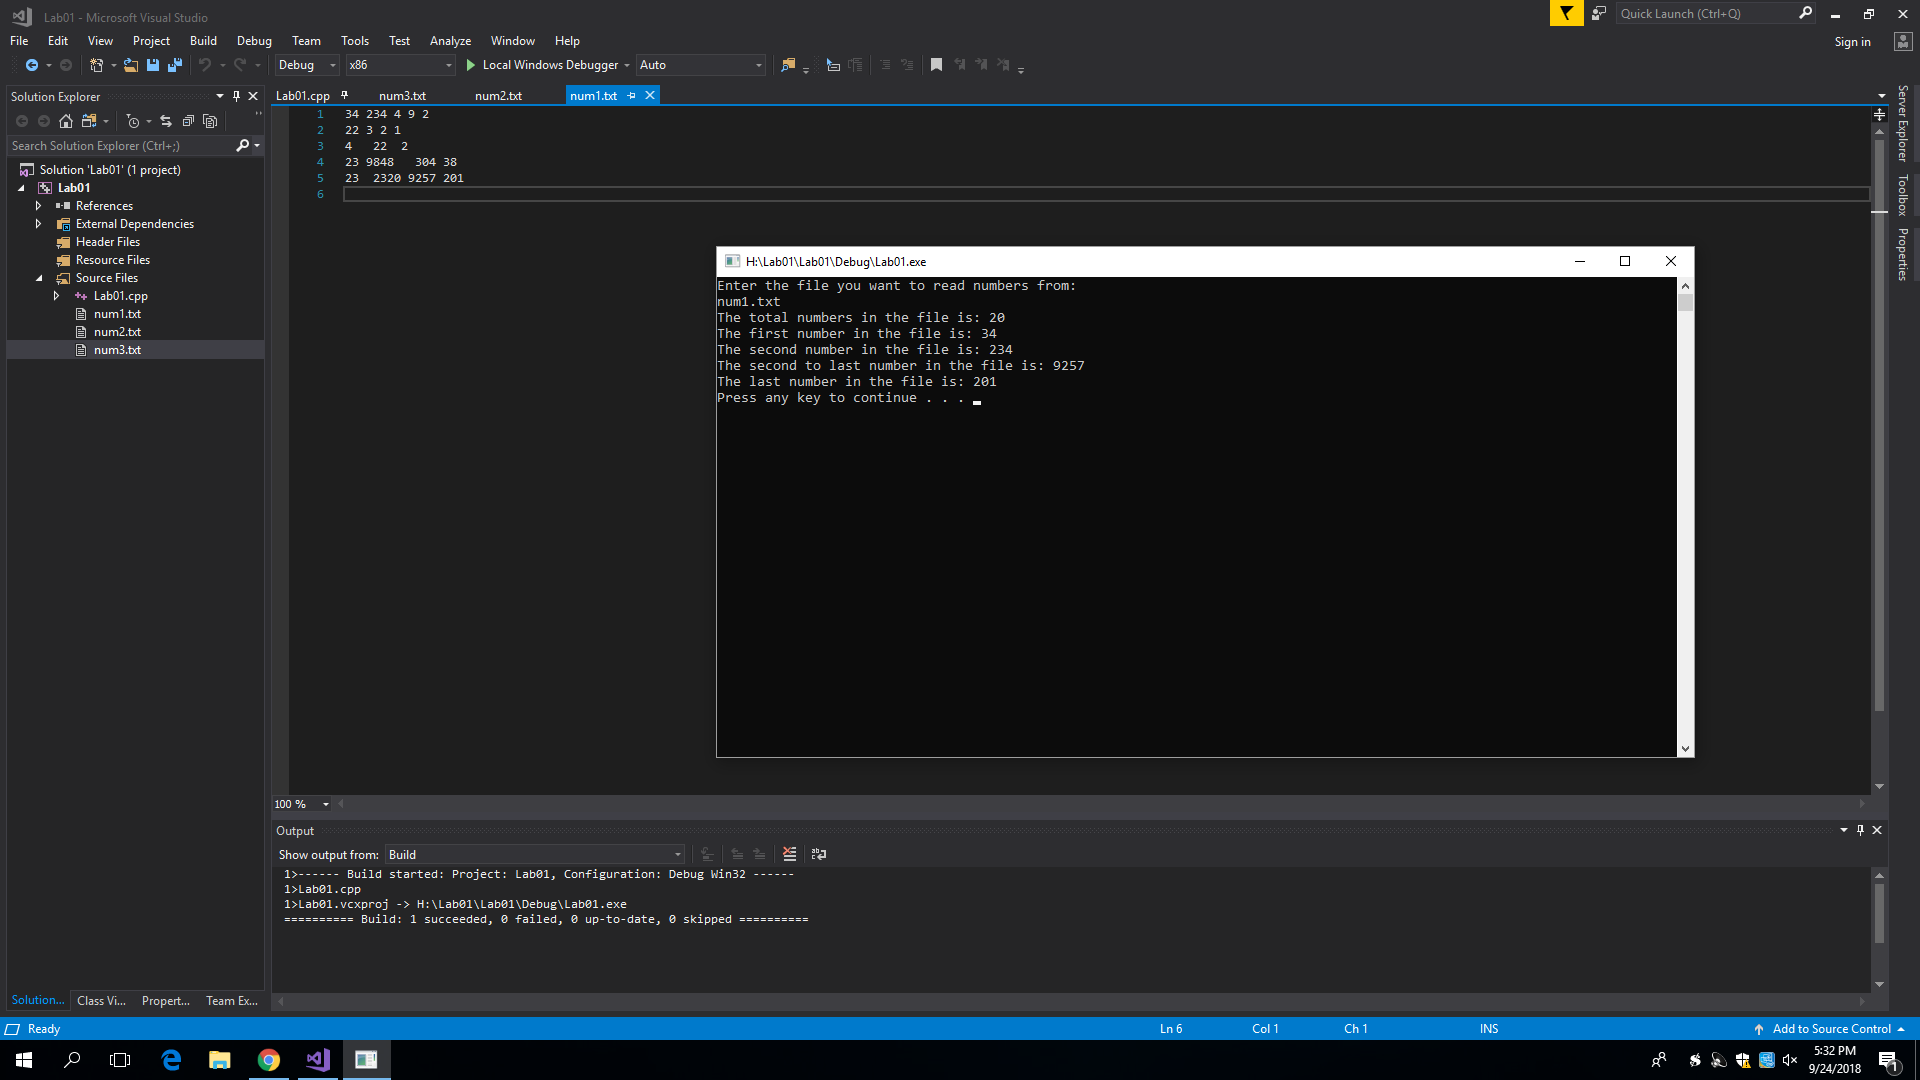 Lab01 - Microsoft Visual Studio
Quick Launch (Ctrl+Q)
File Edit View Project Build Debug Team Tools Test Analyze Window Help
Sign in
Debug x86 Local Windows Debugger Auto
Solution Explorer
Search Solution Explorer (Ctrl+;)
Solution 'Lab01' (1 project)
Lab01
References
External Dependencies
Header Files
Resource Files
Source Files
Lab01.cpp
num1.txt
num2.txt
num3.txt
Solution... Class Vi... Propert... Team Ex...
Lab01.cpp num3.txt num2.txt num1.txt
1 34 234 4 9 2
2 22 3 2 1
3 4   22  2
4 23 9848   304 38
5 23  2320 9257 201
6
H:\Lab01\Lab01\Debug\Lab01.exe
Enter the file you want to read numbers from:
num1.txt
The total numbers in the file is: 20
The first number in the file is: 34
The second number in the file is: 234
The second to last number in the file is: 9257
The last number in the file is: 201
Press any key to continue . . .
100 %
Output
Show output from: Build
1>------ Build started: Project: Lab01, Configuration: Debug Win32 ------
1>Lab01.cpp
1>Lab01.vcxproj -> H:\Lab01\Lab01\Debug\Lab01.exe
========== Build: 1 succeeded, 0 failed, 0 up-to-date, 0 skipped ==========
Server Explorer
Toolbox
Properties
Ready Ln 6 Col 1 Ch 1 INS Add to Source Control
5:32 PM
9/24/2018
1